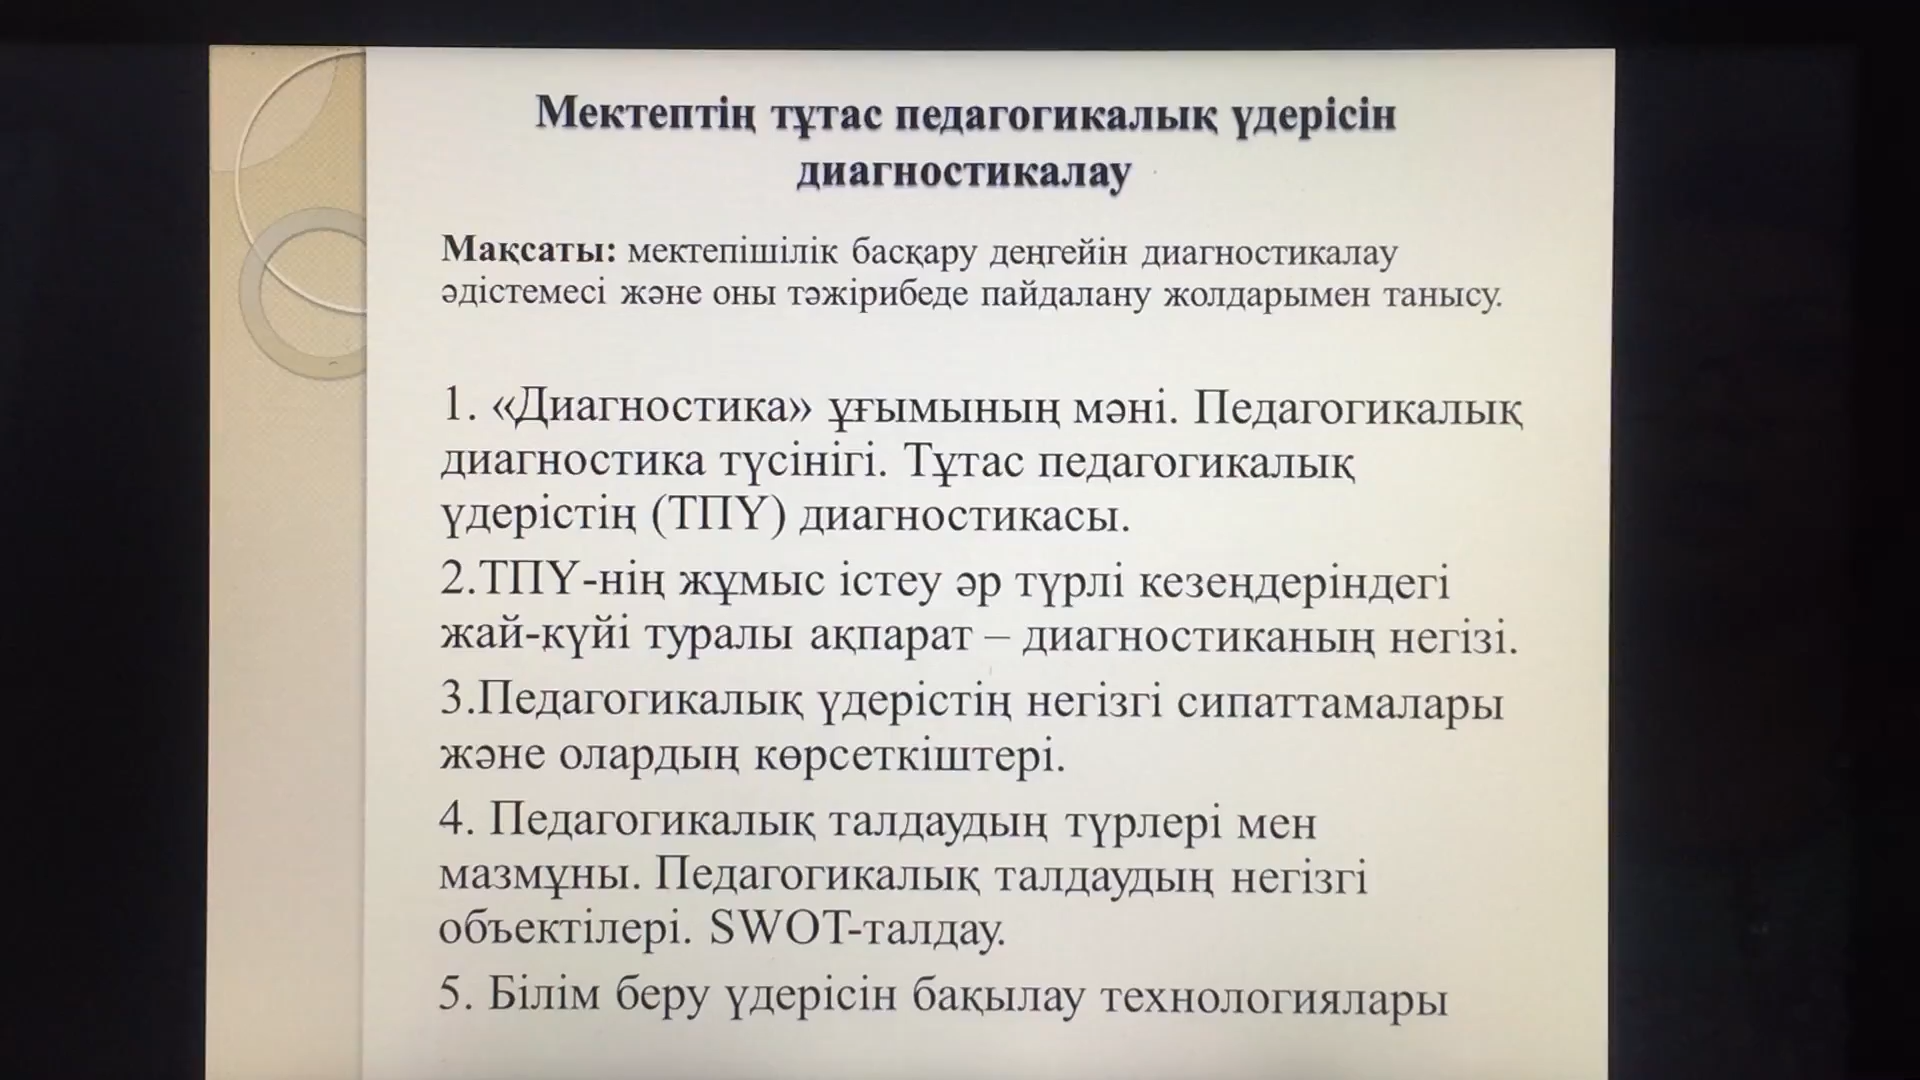 Мектептің тұтас педагогикалық үдерісін
диагностикалау
Мақсаты: мектепішілік басқару деңгейін диагностикалау
әдістемесі және оны тәжірибеде пайдалану жолдарымен танысу.
1. «Диагностика» ұғымының мәні. Педагогикалық
диагностика түсінігі. Тұтас педагогикалық
үдерістің (ТПҮ) диагностикасы.
2.ТПҮ-нің жұмыс істеу әр түрлі кезеңдеріндегі
жай-күйі туралы ақпарат – диагностиканың негізі.
3.Педагогикалық үдерістің негізгі сипаттамалары
және олардың көрсеткіштері.
4. Педагогикалық талдаудың түрлері мен
мазмұны. Педагогикалық талдаудың негізгі
объектілері. SWOT-талдау.
5. Білім беру үдерісін бақылау технологиялары